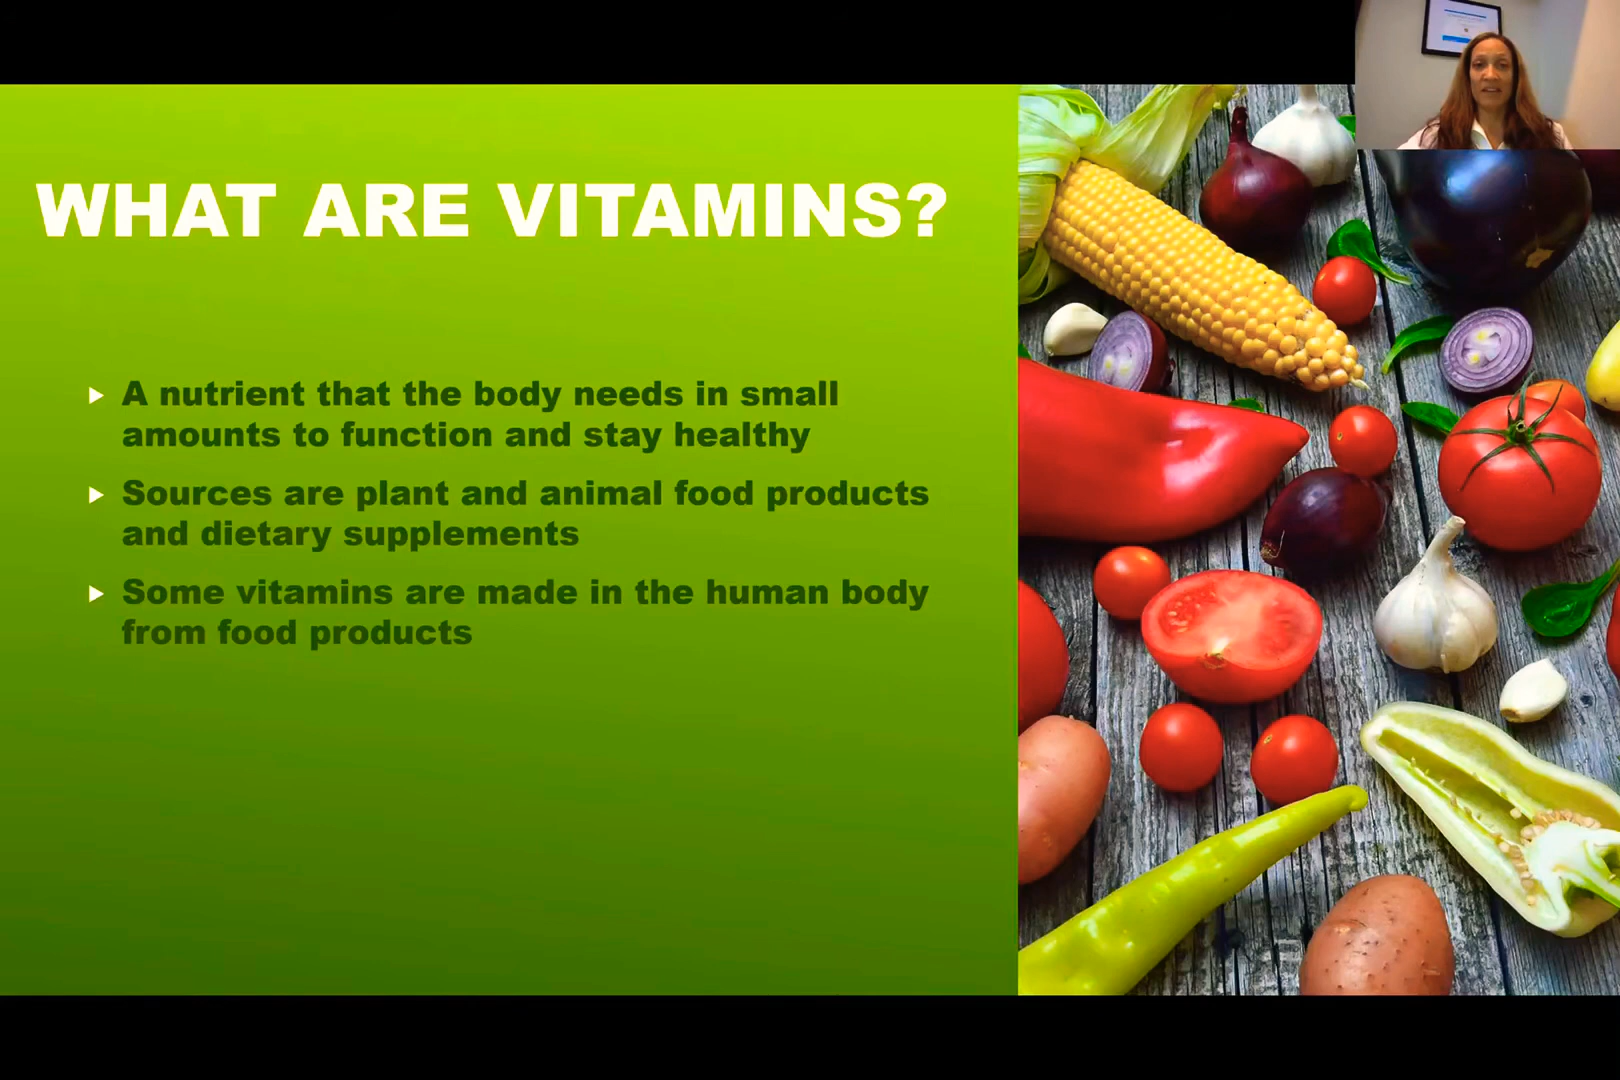 WHAT ARE VITAMINS?
A nutrient that the body needs in small
amounts to function and stay healthy
Sources are plant and animal food products
and dietary supplements
Some vitamins are made in the human body
from food products